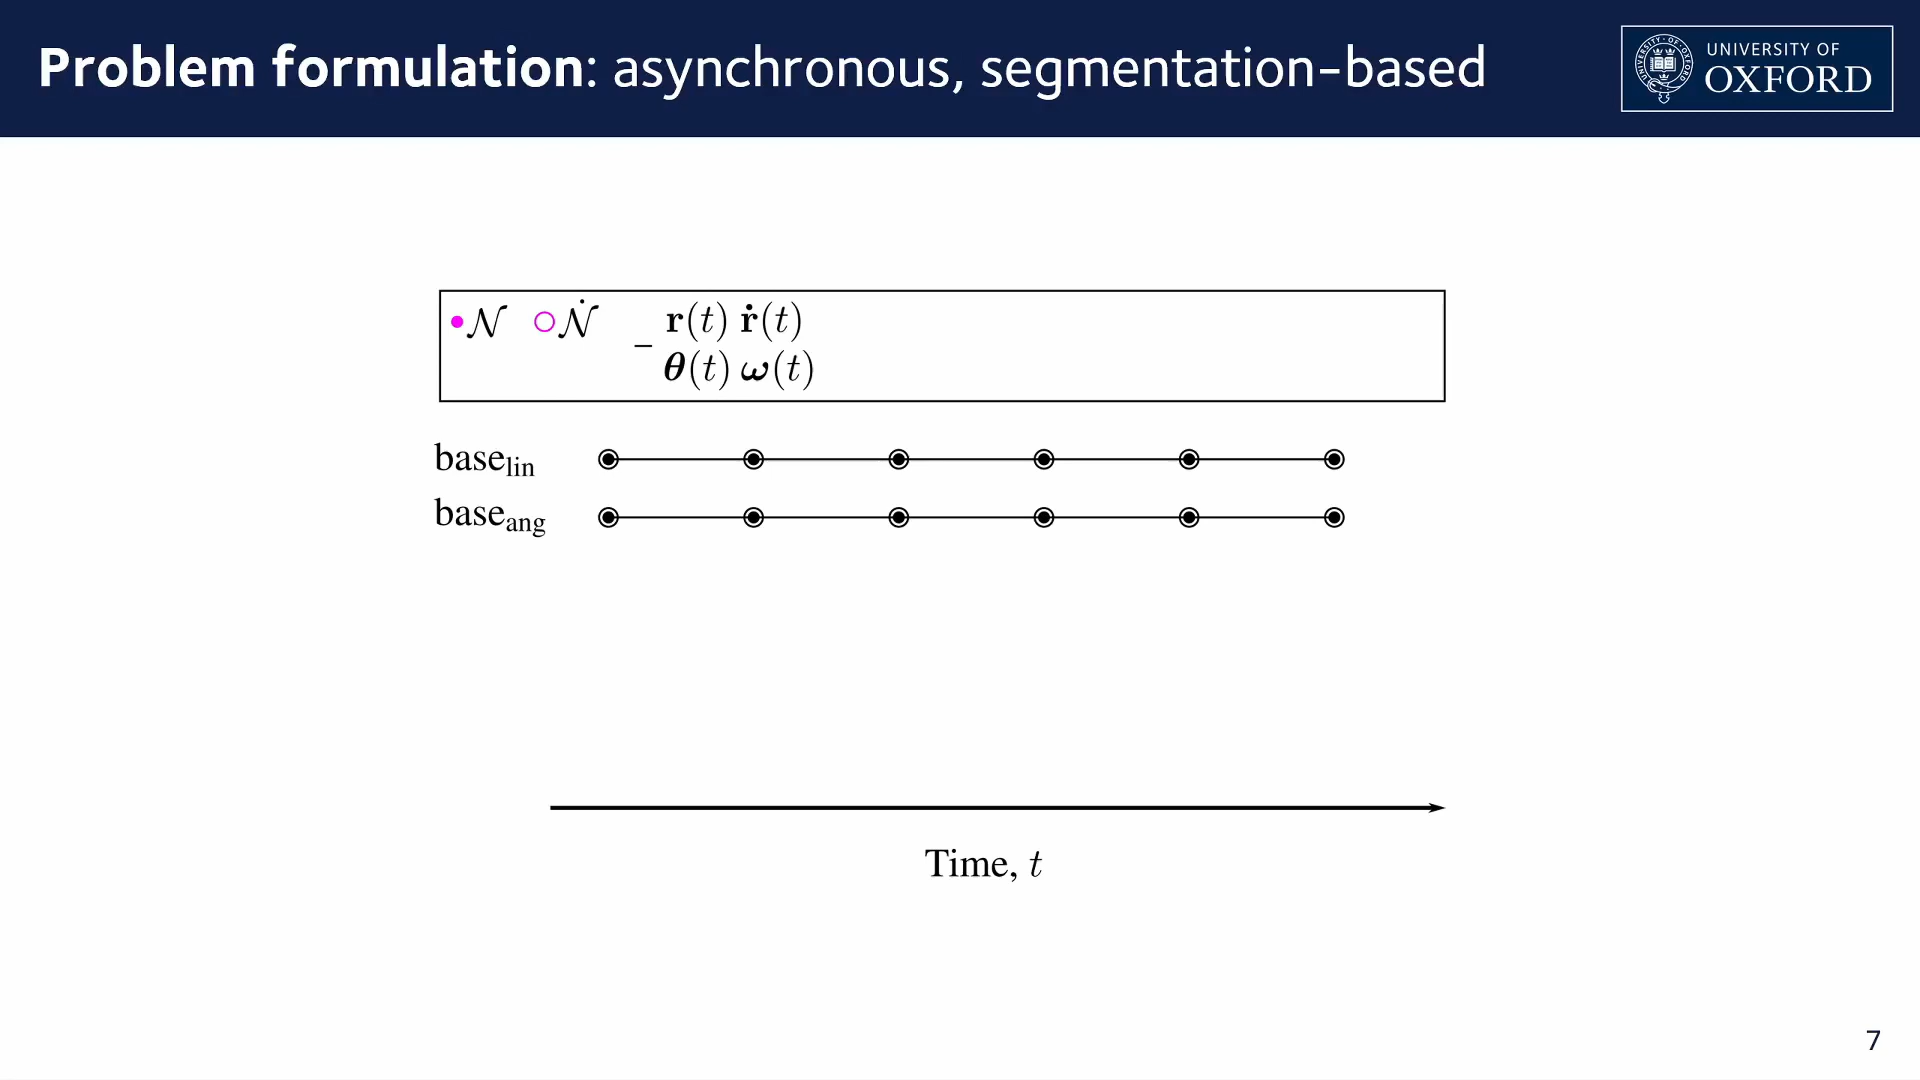 Problem formulation: asynchronous, segmentation-based
UNIVERSITY OF
OXFORD
•𝒩 ○𝒩̇ – 𝐫(t) 𝐫̇(t)
𝜽(t) 𝝎(t)
base_lin
base_ang
Time, t
7